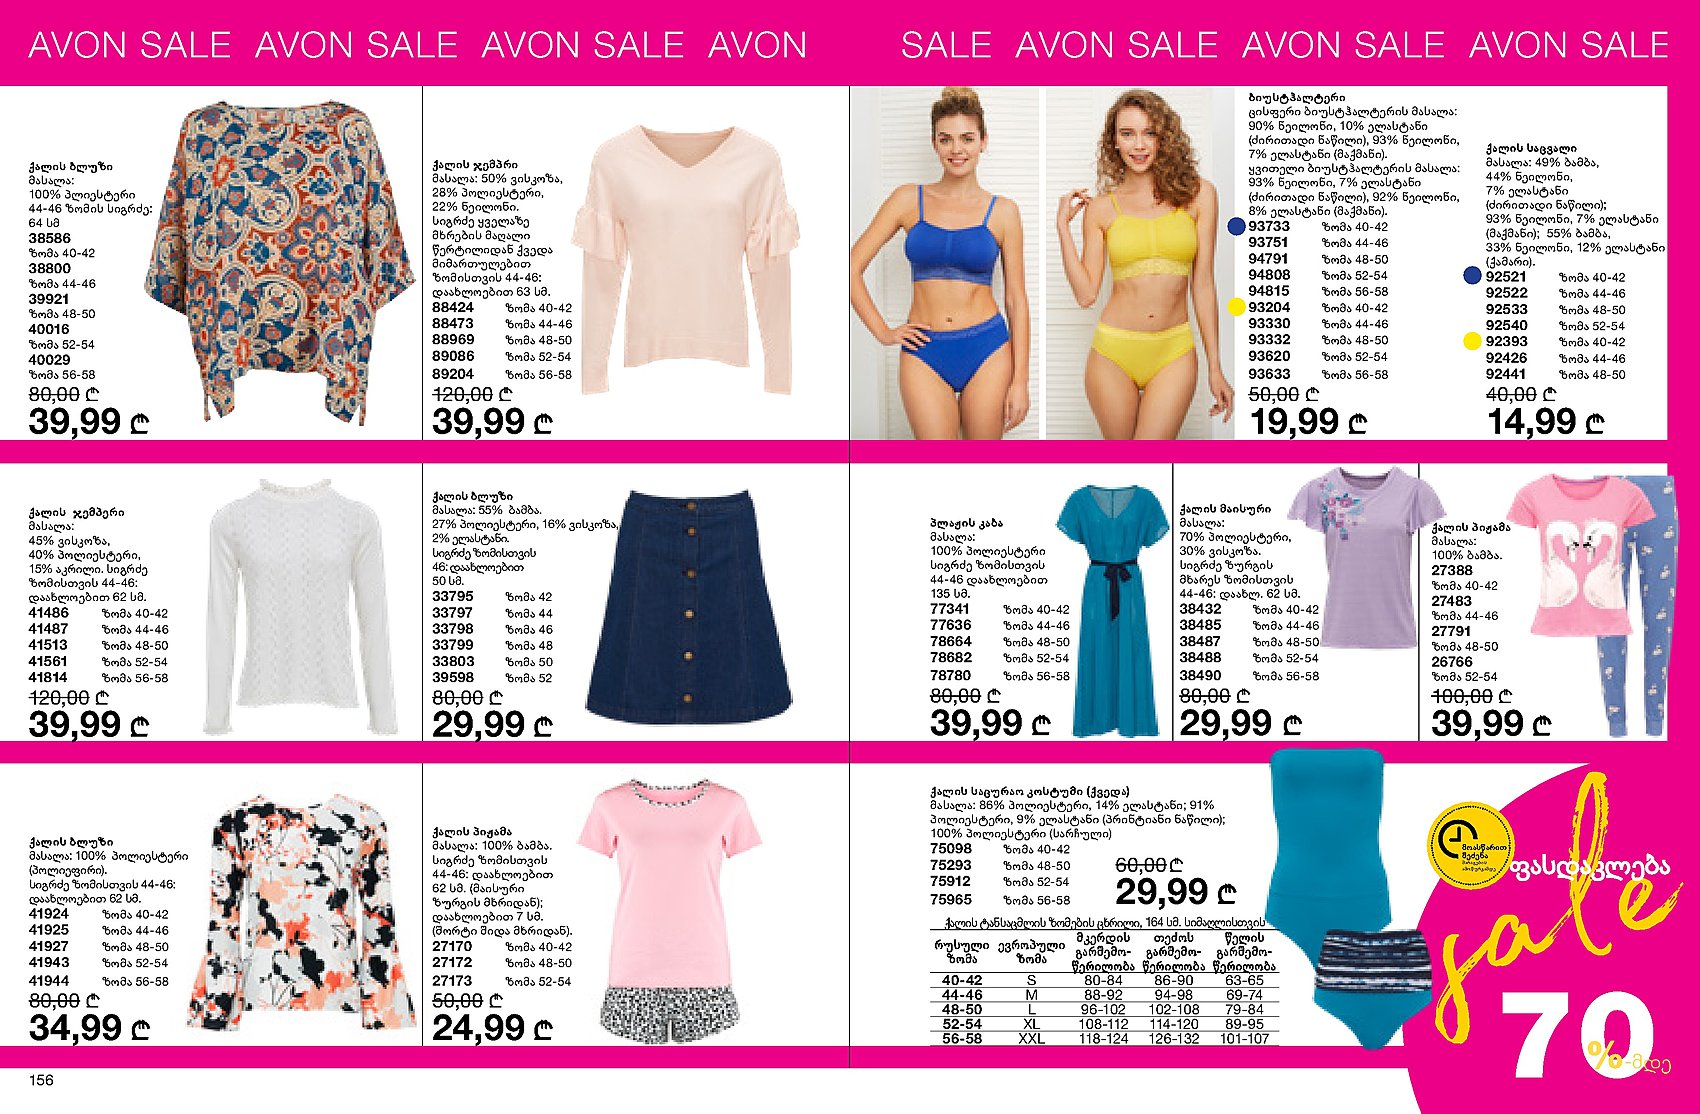 AVON SALE AVON SALE AVON SALE AVON
SALE AVON SALE AVON SALE AVON SALE
ქალის ბლუზი
მასალა:
100% პლიესტერი
44-46 ზომის სიგრძე:
64 სმ
38586
ზომა 40-42
38800
ზომა 44-46
39921
ზომა 48-50
40016
ზომა 52-54
40029
ზომა 56-58
80,00 ₾
39,99 ₾
ქალის ჯემპრი
მასალა: 50% ვისკოზა,
28% პოლიესტერი,
22% ნეილონი.
სიგრძე ყველაზე
მხრების მაღალი
წერტილიდან ქვედა
მიმართულებით
ზომისთვის 44-46:
დაახლოებით 63 სმ.
88424 ზომა 40-42
88473 ზომა 44-46
88969 ზომა 48-50
89086 ზომა 52-54
89204 ზომა 56-58
120,00 ₾
39,99 ₾
ბიუსტჰალტერი
ცისფერი ბიუსტჰალტერის მასალა:
90% ნეილონი, 10% ელასტანი
(ძირითადი ნაწილი), 93% ნეილონი,
7% ელასტანი (მაქმანი).
ყვითელი ბიუსტჰალტერის მასალა:
93% ნეილონი, 7% ელასტანი
(ძირითადი ნაწილი), 92% ნეილონი,
8% ელასტანი (მაქმანი).
93733 ზომა 40-42
93751 ზომა 44-46
94791 ზომა 48-50
94808 ზომა 52-54
94815 ზომა 56-58
93204 ზომა 40-42
93330 ზომა 44-46
93332 ზომა 48-50
93620 ზომა 52-54
93633 ზომა 56-58
50,00 ₾
19,99 ₾
ქალის საცვალი
მასალა: 49% ბამბა,
44% ნეილონი,
7% ელასტანი
(ძირითადი ნაწილი);
93% ნეილონი, 7% ელასტანი
(მაქმანი); 55% ბამბა,
33% ნეილონი, 12% ელასტანი
(ქამარი).
92521 ზომა 40-42
92522 ზომა 44-46
92533 ზომა 48-50
92540 ზომა 52-54
92393 ზომა 40-42
92426 ზომა 44-46
92441 ზომა 48-50
40,00 ₾
14,99 ₾
ქალის ჯემპერი
მასალა:
45% ვისკოზა,
40% პოლიესტერი,
15% აკრილი. სიგრძე
ზომისთვის 44-46:
დაახლოებით 62 სმ.
41486 ზომა 40-42
41487 ზომა 44-46
41513 ზომა 48-50
41561 ზომა 52-54
41814 ზომა 56-58
120,00 ₾
39,99 ₾
ქალის ბლუზი
მასალა: 55% ბამბა.
27% პოლიესტერი, 16% ვისკოზა,
2% ელასტანი.
სიგრძე ზომისთვის
46: დაახლოებით
50 სმ.
33795 ზომა 42
33797 ზომა 44
33798 ზომა 46
33799 ზომა 48
33803 ზომა 50
39598 ზომა 52
80,00 ₾
29,99 ₾
პლაჟის კაბა
მასალა:
100% პოლიესტერი
სიგრძე ზომისთვის
44-46 დაახლოებით
135 სმ.
77341 ზომა 40-42
77636 ზომა 44-46
78664 ზომა 48-50
78682 ზომა 52-54
78780 ზომა 56-58
80,00 ₾
39,99 ₾
ქალის მაისური
მასალა:
70% პოლიესტერი,
30% ვისკოზა.
სიგრძე ზურგის
მხარეს ზომისთვის
44-46: დაახლ. 62 სმ.
38432 ზომა 40-42
38485 ზომა 44-46
38487 ზომა 48-50
38488 ზომა 52-54
38490 ზომა 56-58
80,00 ₾
29,99 ₾
ქალის პიჟამა
მასალა:
100% ბამბა.
27388
ზომა 40-42
27483
ზომა 44-46
27791
ზომა 48-50
26766
ზომა 52-54
100,00 ₾
39,99 ₾
ქალის ბლუზი
მასალა: 100% პოლიესტერი
(პოლიეფირი).
სიგრძე ზომისთვის 44-46:
დაახლოებით 62 სმ.
41924 ზომა 40-42
41925 ზომა 44-46
41927 ზომა 48-50
41943 ზომა 52-54
41944 ზომა 56-58
80,00 ₾
34,99 ₾
ქალის პიჟამა
მასალა: 100% ბამბა.
სიგრძე ზომისთვის
44-46: დაახლოებით
62 სმ. (მაისური
ზურგის მხრიდან);
დაახლოებით 7 სმ.
(შორტი შიდა მხრიდან).
27170 ზომა 40-42
27172 ზომა 48-50
27173 ზომა 52-54
50,00 ₾
24,99 ₾
ქალის საცურაო კოსტუმი (ქვედა)
მასალა: 86% პოლიესტერი, 14% ელასტანი; 91%
პოლიესტერი, 9% ელასტანი (პრინტიანი ნაწილი);
100% პოლიესტერი (სარჩული)
75098 ზომა 40-42
75293 ზომა 48-50
75912 ზომა 52-54
75965 ზომა 56-58
60,00 ₾
29,99 ₾
ქალის ტანსაცმლის ზომების ცხრილი, 164 სმ. სიმაღლისთვის
რუსული ზომა ევროპული ზომა მკერდის გარშემო-წერილობა თეძოს გარშემო-წერილობა წელის გარშემო-წერილობა
40-42 S 80-84 86-90 63-65
44-46 M 88-92 94-98 69-74
48-50 L 96-102 102-108 79-84
52-54 XL 108-112 114-120 89-95
56-58 XXL 118-124 126-132 101-107
მოასწარით
შეძენა
ფასდაკლება
sale
70
%-მდე
156